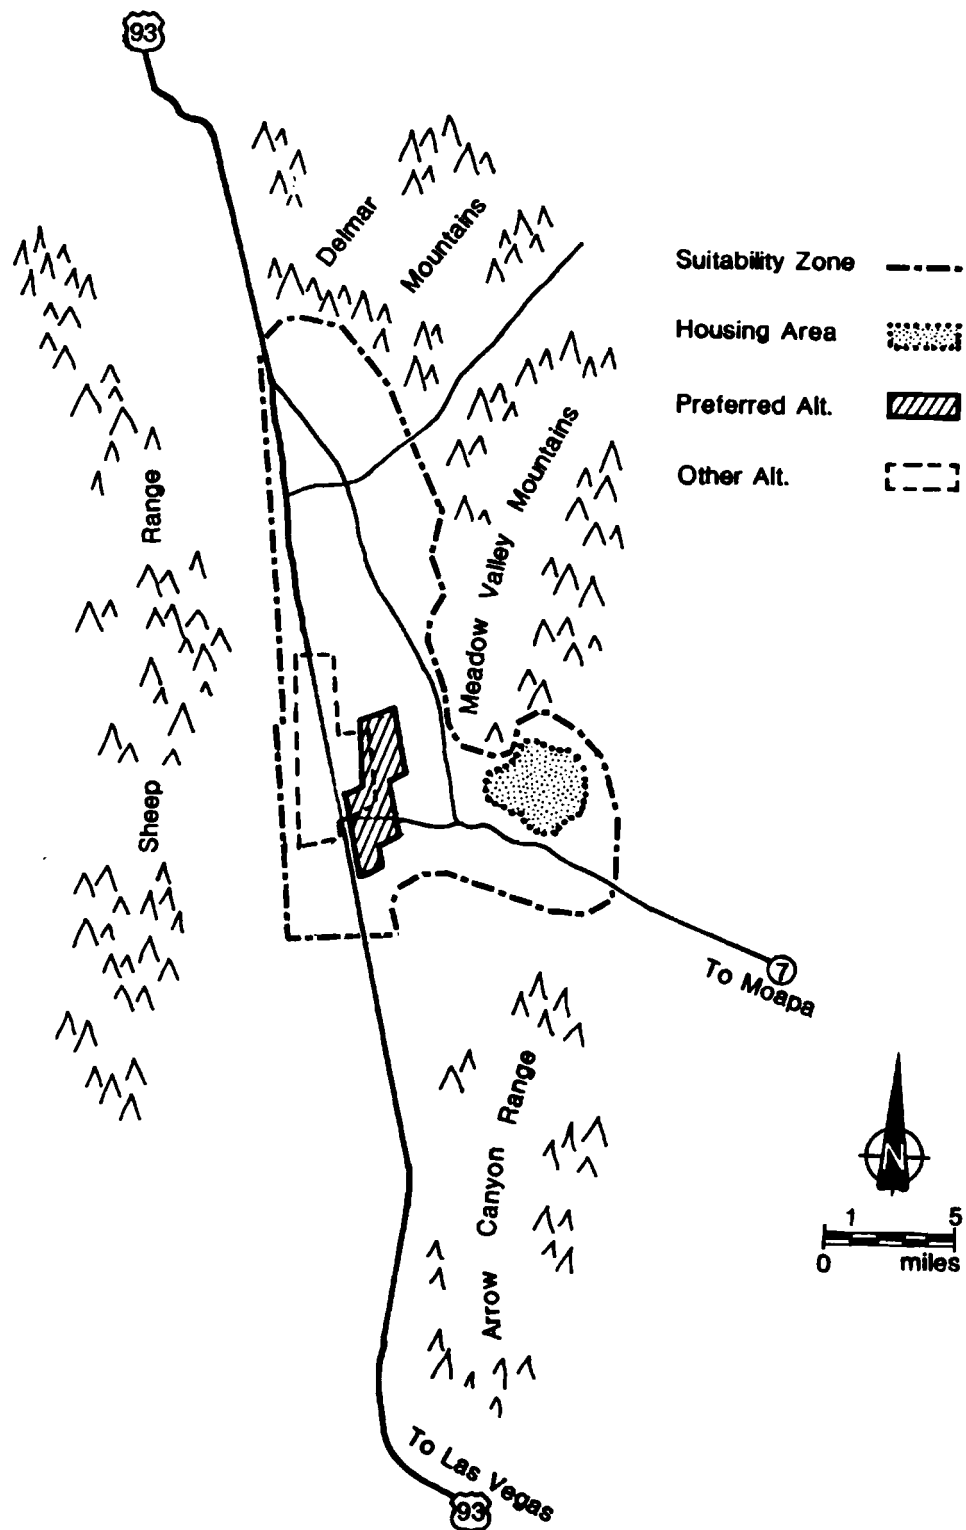 93
Delmar
Mountains
Suitability Zone
Housing Area
Preferred Alt.
Other Alt.
Sheep Range
Meadow Valley Mountains
7
To Moapa
Arrow Canyon Range
N
1 5
0 miles
To Las Vegas
93